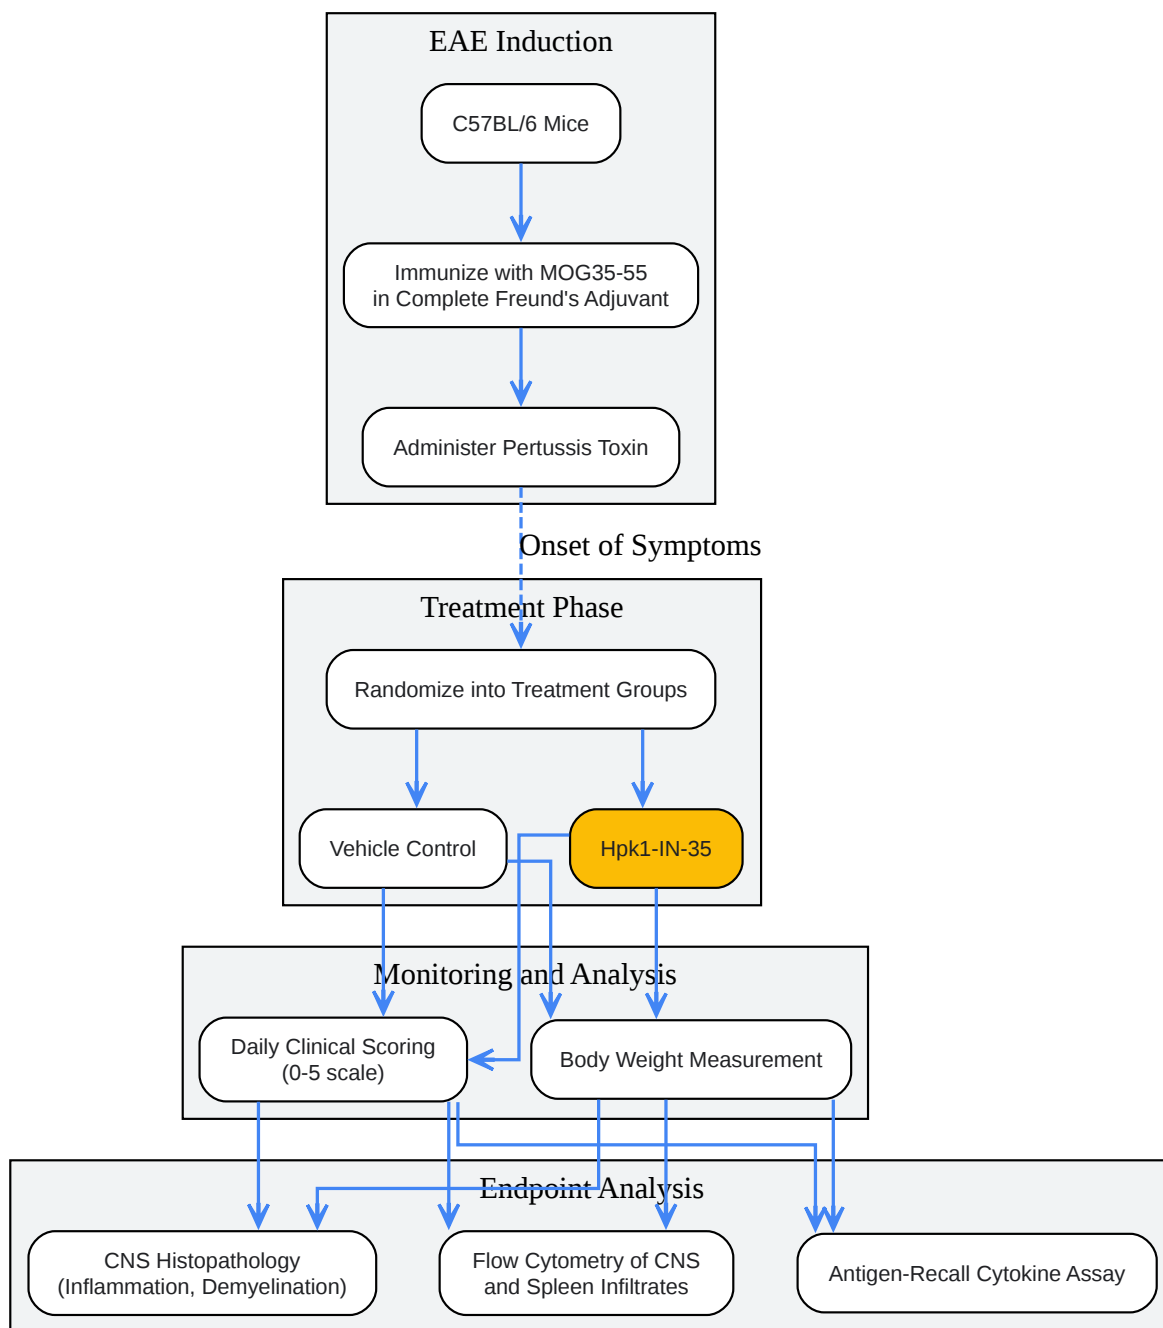 EAE Induction
C57BL/6 Mice
Immunize with MOG35-55
in Complete Freund's Adjuvant
Administer Pertussis Toxin
Onset of Symptoms
Treatment Phase
Randomize into Treatment Groups
Vehicle Control
Hpk1-IN-35
Monitoring and Analysis
Daily Clinical Scoring
(0-5 scale)
Body Weight Measurement
Endpoint Analysis
CNS Histopathology
(Inflammation, Demyelination)
Flow Cytometry of CNS
and Spleen Infiltrates
Antigen-Recall Cytokine Assay